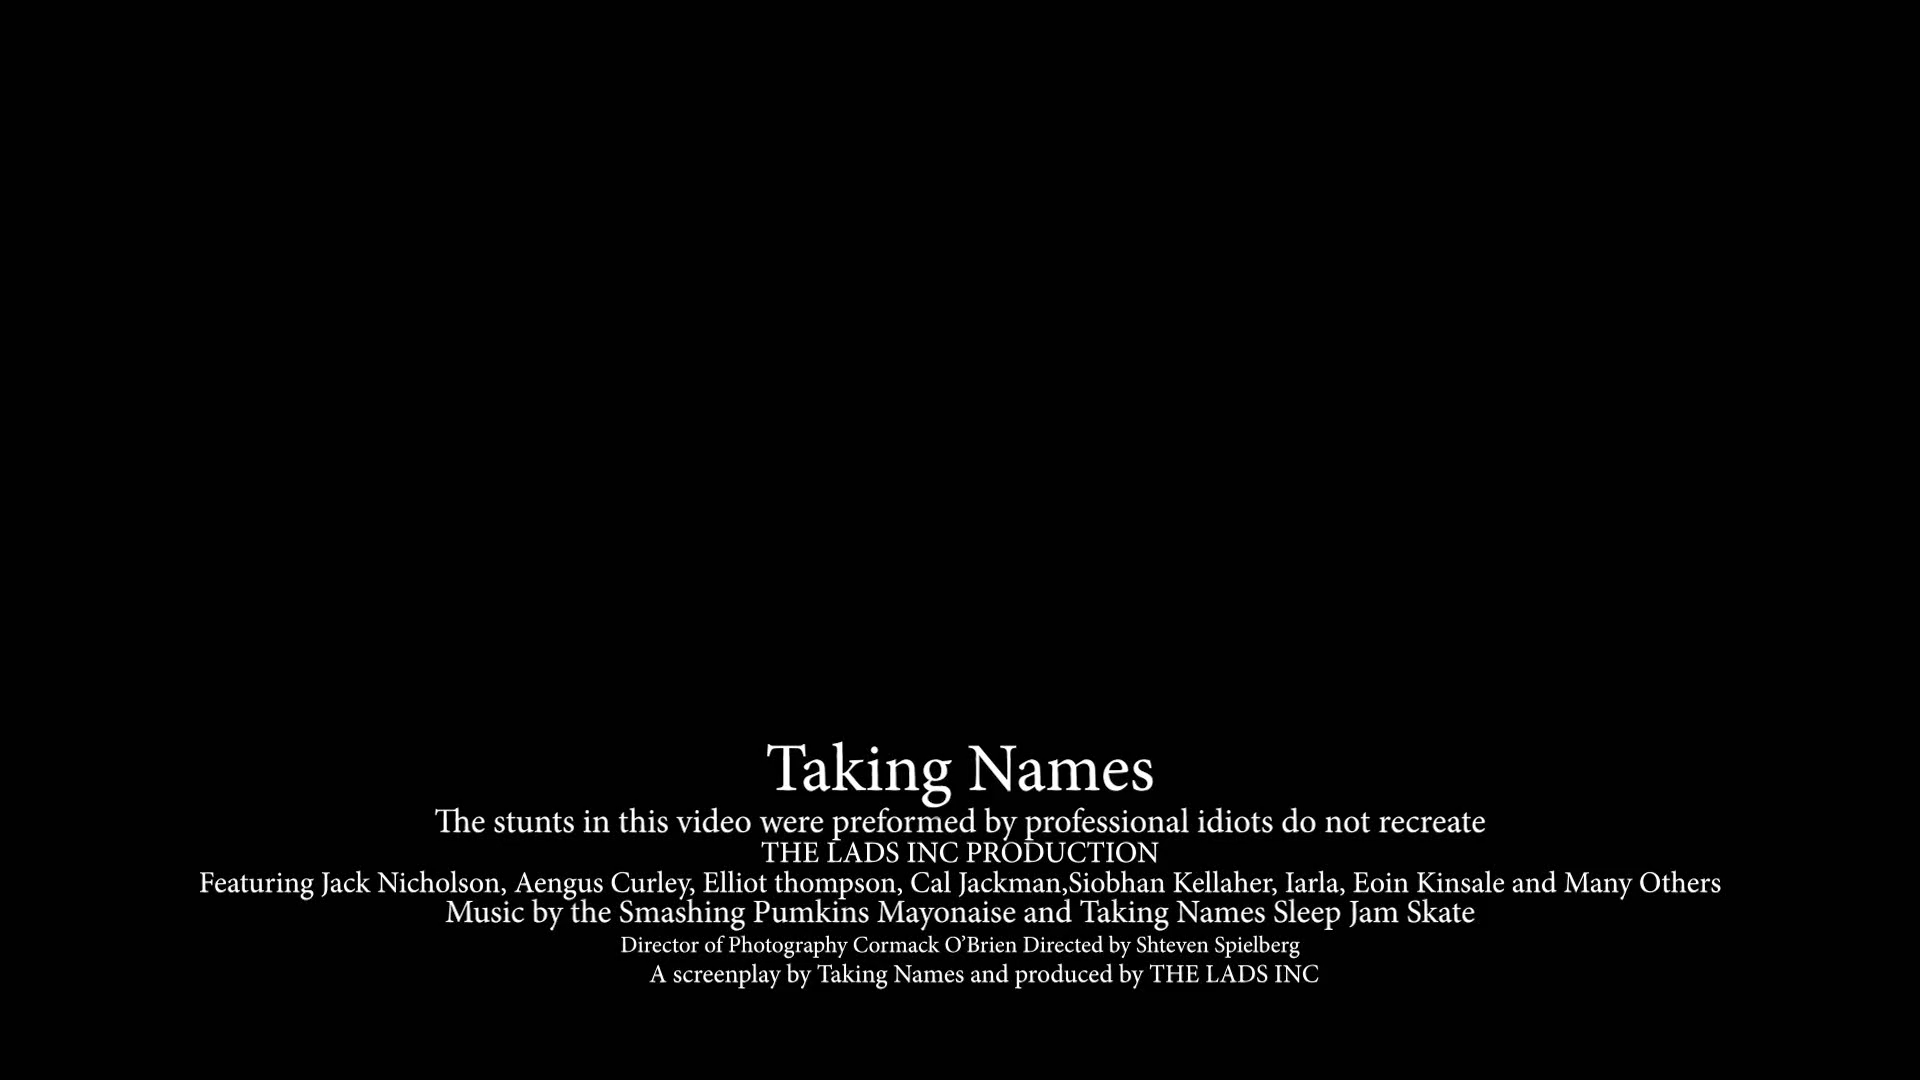 Taking Names
The stunts in this video were preformed by professional idiots do not recreate
THE LADS INC PRODUCTION
Featuring Jack Nicholson, Aengus Curley, Elliot thompson, Cal Jackman,Siobhan Kellaher, Iarla, Eoin Kinsale and Many Others
Music by the Smashing Pumkins Mayonaise and Taking Names Sleep Jam Skate
Director of Photography Cormack O’Brien Directed by Shteven Spielberg
A screenplay by Taking Names and produced by THE LADS INC